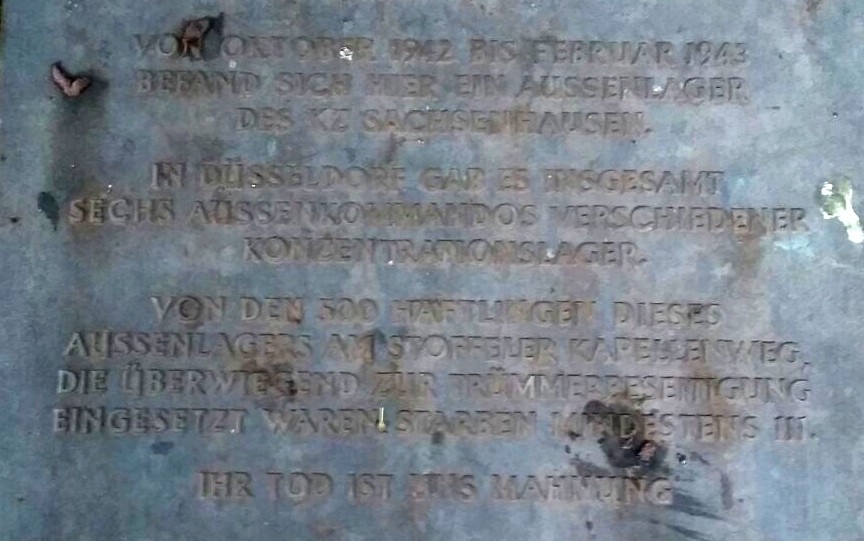 VON OKTOBER 1942 BIS FEBRUAR 1943
BEFAND SICH HIER EIN AUSSENLAGER
DES KZ SACHSENHAUSEN.
IN DÜSSELDORF GAB ES INSGESAMT
SECHS AUSSENKOMMANDOS VERSCHIEDENER
KONZENTRATIONSLAGER.
VON DEN 500 HÄFTLINGEN DIESES
AUSSENLAGERS AM STOFFELER KAPELLENWEG,
DIE ÜBERWIEGEND ZUR TRÜMMERBESEITIGUNG
EINGESETZT WAREN STARBEN MINDESTENS 111.
IHR TOD IST UNS MAHNUNG